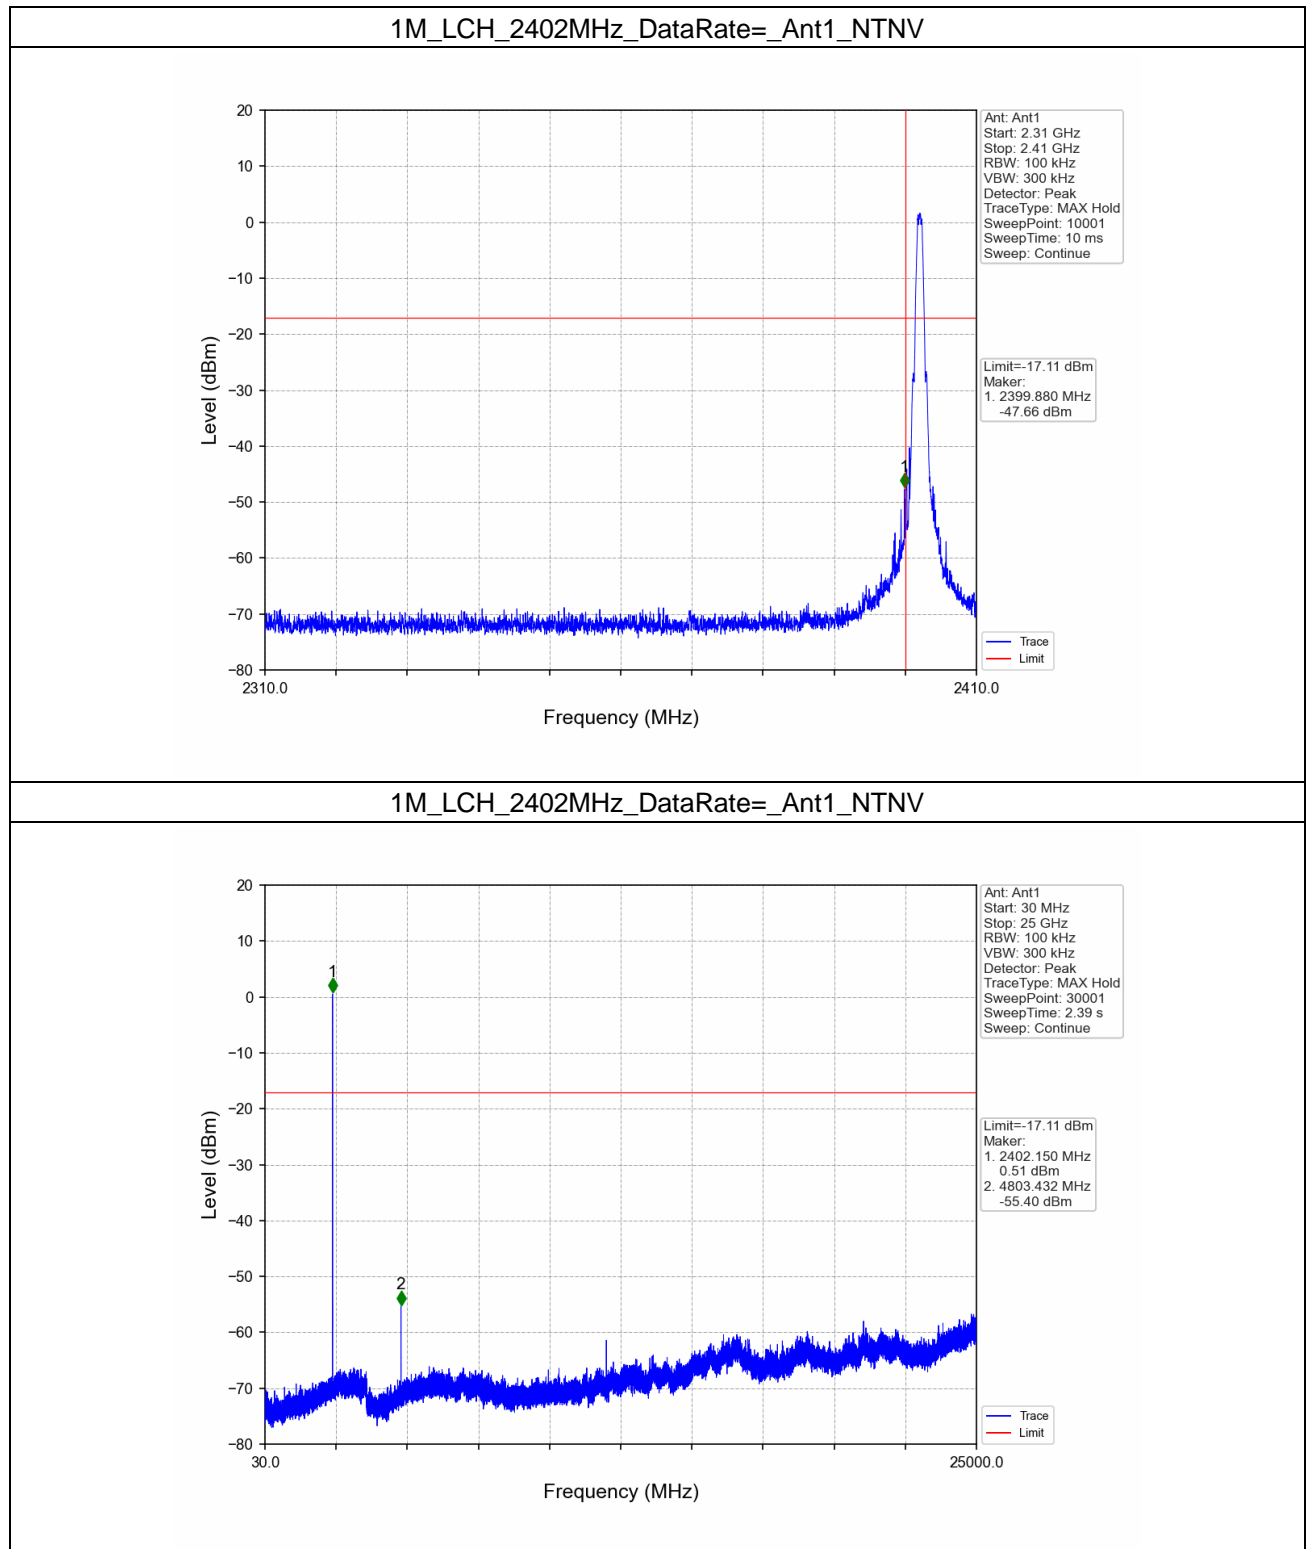 1M_LCH_2402MHz_DataRate=_Ant1_NTNV
20
10
0
−10
−20
−30
−40
−50
−60
−70
−80
Level (dBm)
2310.0
2410.0
Frequency (MHz)
1
Ant: Ant1
Start: 2.31 GHz
Stop: 2.41 GHz
RBW: 100 kHz
VBW: 300 kHz
Detector: Peak
TraceType: MAX Hold
SweepPoint: 10001
SweepTime: 10 ms
Sweep: Continue
Limit=-17.11 dBm
Maker:
1. 2399.880 MHz
-47.66 dBm
Trace
Limit
1M_LCH_2402MHz_DataRate=_Ant1_NTNV
20
10
0
−10
−20
−30
−40
−50
−60
−70
−80
Level (dBm)
30.0
25000.0
Frequency (MHz)
1
2
Ant: Ant1
Start: 30 MHz
Stop: 25 GHz
RBW: 100 kHz
VBW: 300 kHz
Detector: Peak
TraceType: MAX Hold
SweepPoint: 30001
SweepTime: 2.39 s
Sweep: Continue
Limit=-17.11 dBm
Maker:
1. 2402.150 MHz
0.51 dBm
2. 4803.432 MHz
-55.40 dBm
Trace
Limit